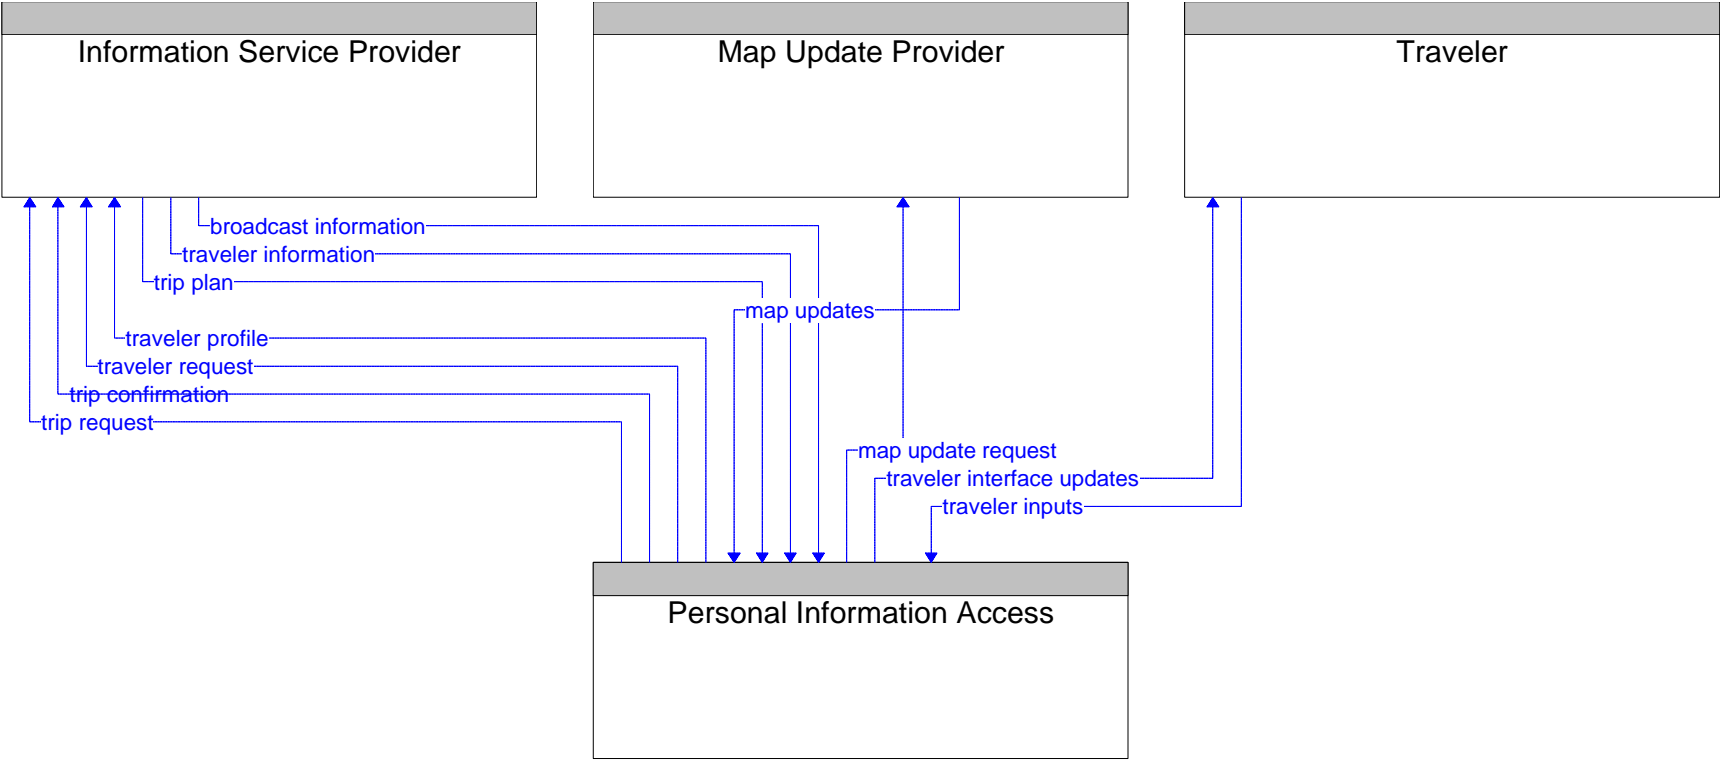 Information Service Provider
Map Update Provider
Traveler
broadcast information
traveler information
trip plan
map updates
traveler profile
traveler request
trip confirmation
trip request
map update request
traveler interface updates
traveler inputs
Personal Information Access